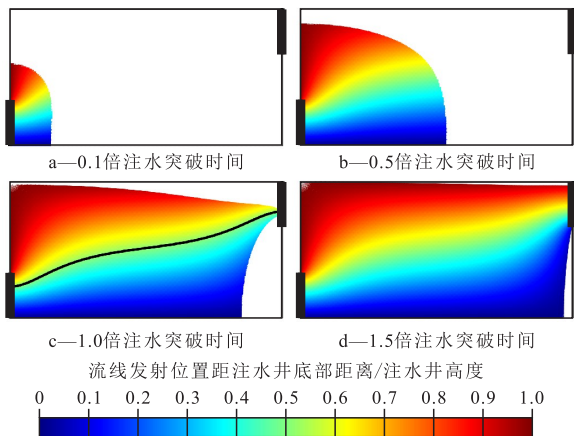 a—0.1倍注水突破时间
b—0.5倍注水突破时间
c—1.0倍注水突破时间
d—1.5倍注水突破时间
流线发射位置距注水井底部距离/注水井高度
0 0.1 0.2 0.3 0.4 0.5 0.6 0.7 0.8 0.9 1.0